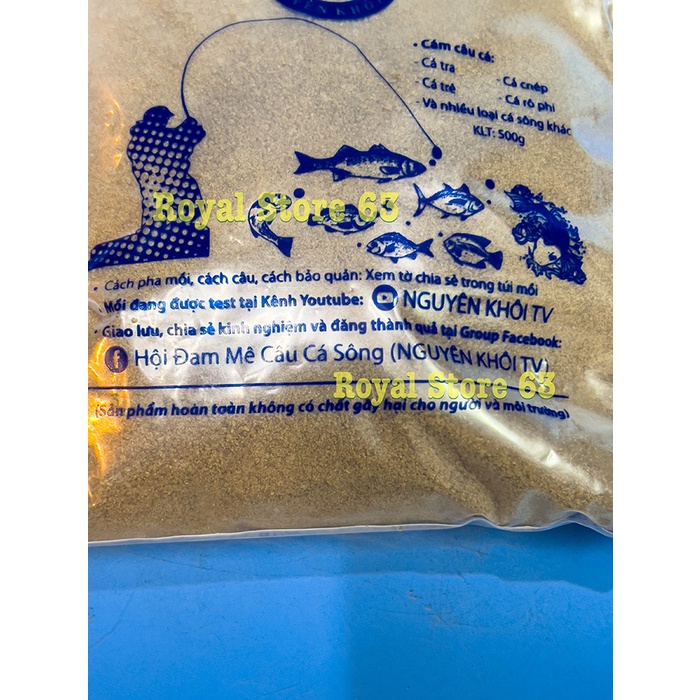 YÊN KHÔI
• Cám câu cá:
- Cá tra
- Cá chép
- Cá trê
- Cá rô phi
- Và nhiều loại cá sông khác
KLT: 500g
Royal Store 63
• Cách pha mồi, cách câu, cách bảo quản: Xem tờ chia sẻ trong túi mồi
Mồi đang được test tại Kênh Youtube: NGUYÊN KHÔI TV
• Giao lưu, chia sẻ kinh nghiệm và đăng thành quả tại Group Facebook:
f Hội Đam Mê Câu Cá Sông (NGUYÊN KHÔI TV)
Royal Store 63
(Sản phẩm hoàn toàn không có chất gây hại cho người và môi trường)